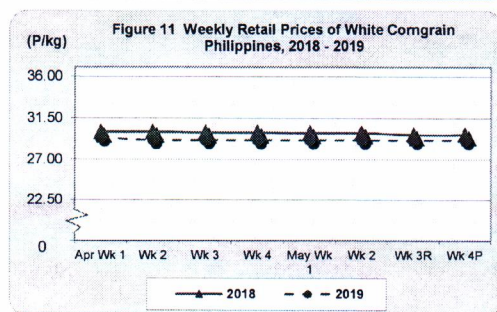 Figure 11 Weekly Retail Prices of White Corngrain
Philippines, 2018 - 2019
(P/kg)
36.00
31.50
27.00
22.50
0
Apr Wk 1 Wk 2 Wk 3 Wk 4 May Wk 1 Wk 2 Wk 3R Wk 4P
2018 2019